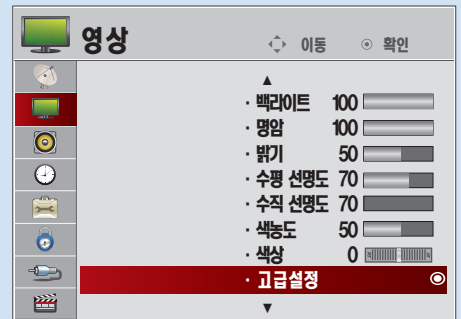 영상 이동 확인
▲
· 백라이트 100
· 명암 100
· 밝기 50
· 수평 선명도 70
· 수직 선명도 70
· 색농도 50
· 색상 0
· 고급설정
▼